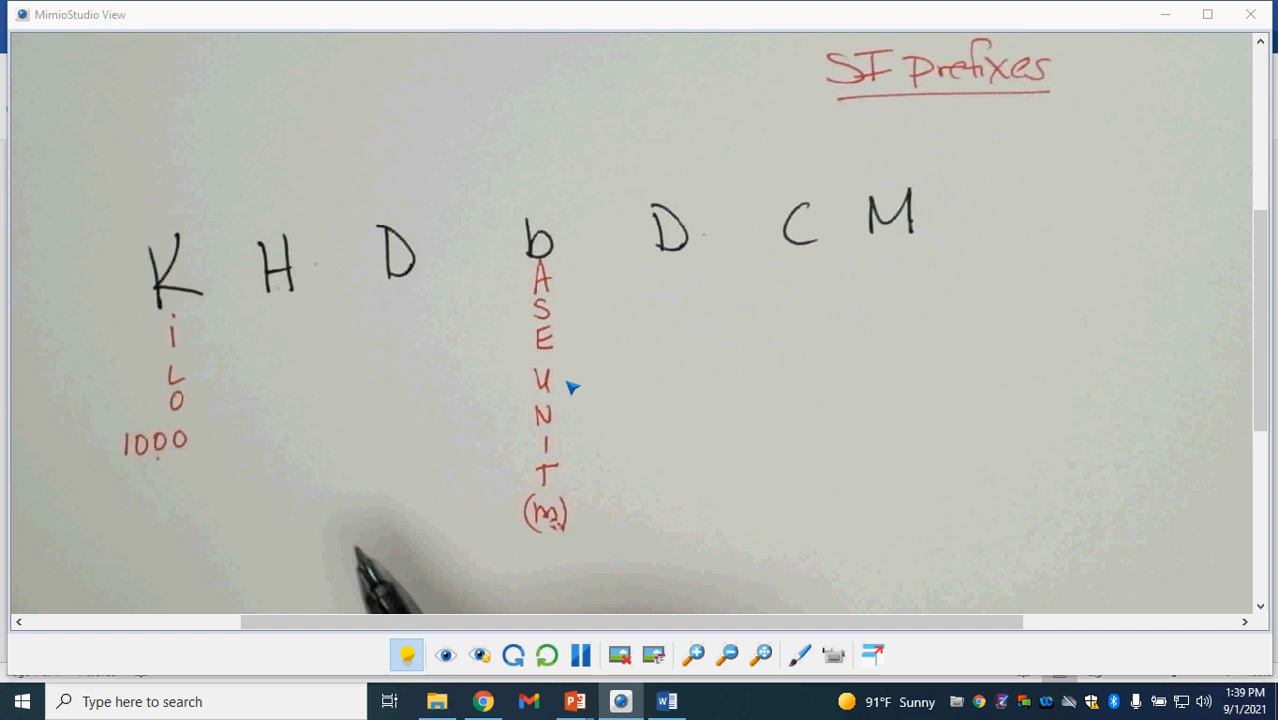 MimioStudio View
SI prefixes
K H D b D C M
i
L
O
1000
A
S
E
U
N
I
T
(m)
Type here to search
91°F Sunny
1:39 PM
9/1/2021